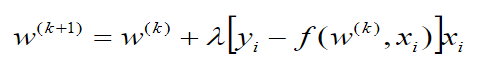 w^{(k+1)} = w^{(k)} + λ[y_i − f(w^{(k)}, x_i)]x_i